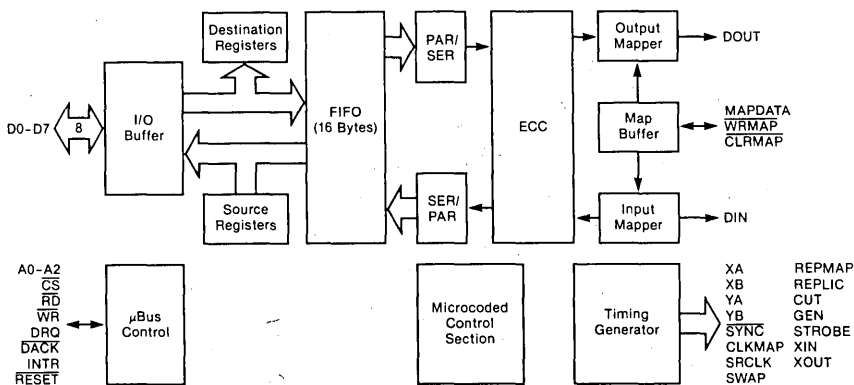 Destination
Registers
I/O
Buffer
D0-D7
8
Source
Registers
FIFO
(16 Bytes)
PAR/
SER
SER/
PAR
ECC
Output
Mapper
DOUT
Map
Buffer
MAPDATA
WRMAP
CLRMAP
Input
Mapper
DIN
A0-A2
CS
RD
WR
DRQ
DACK
INTR
RESET
µBus
Control
Microcoded
Control
Section
Timing
Generator
XA REPMAP
XB REPLIC
YA CUT
YB GEN
SYNC STROBE
CLKMAP XIN
SRCLK XOUT
SWAP